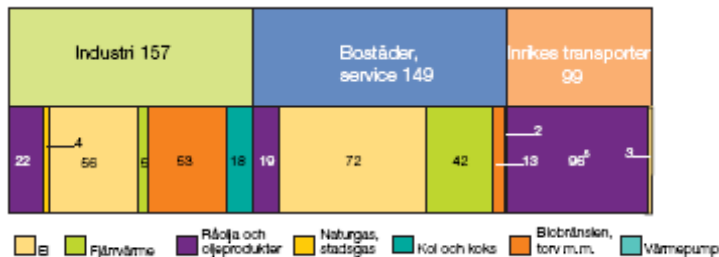 Industri 157
Bostäder,
service 149
Inrikes transporter
99
22
4
56
53
18
19
72
42
2
13
96
3
El
Fjärrvärme
Råolja och
oljeprodukter
Naturgas,
stadsgas
Kol och koks
Biobränslen,
torv m.m.
Värmepump